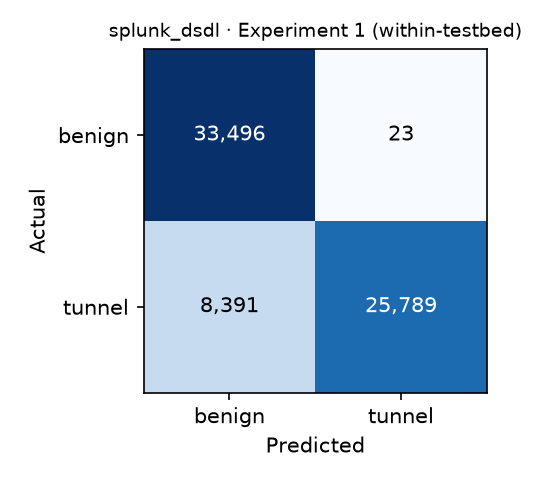 splunk_dsdl · Experiment 1 (within-testbed)
benign
33,496
23
Actual
tunnel
8,391
25,789
benign
tunnel
Predicted